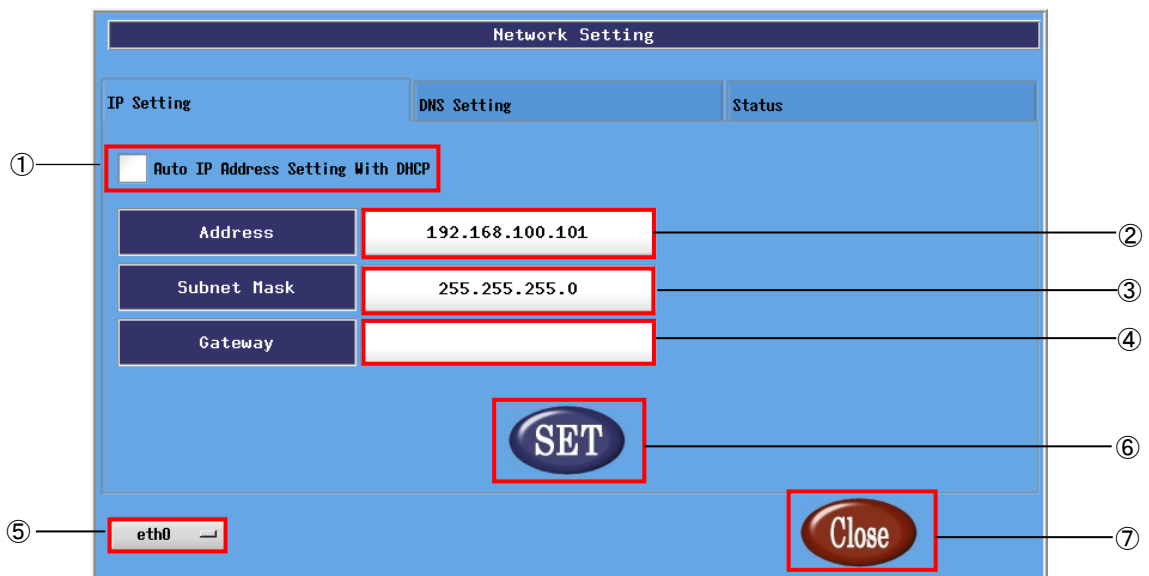 Network Setting
IP Setting
DNS Setting
Status
① Auto IP Address Setting With DHCP
Address 192.168.100.101 ②
Subnet Mask 255.255.255.0 ③
Gateway ④
SET ⑥
⑤ eth0
Close ⑦